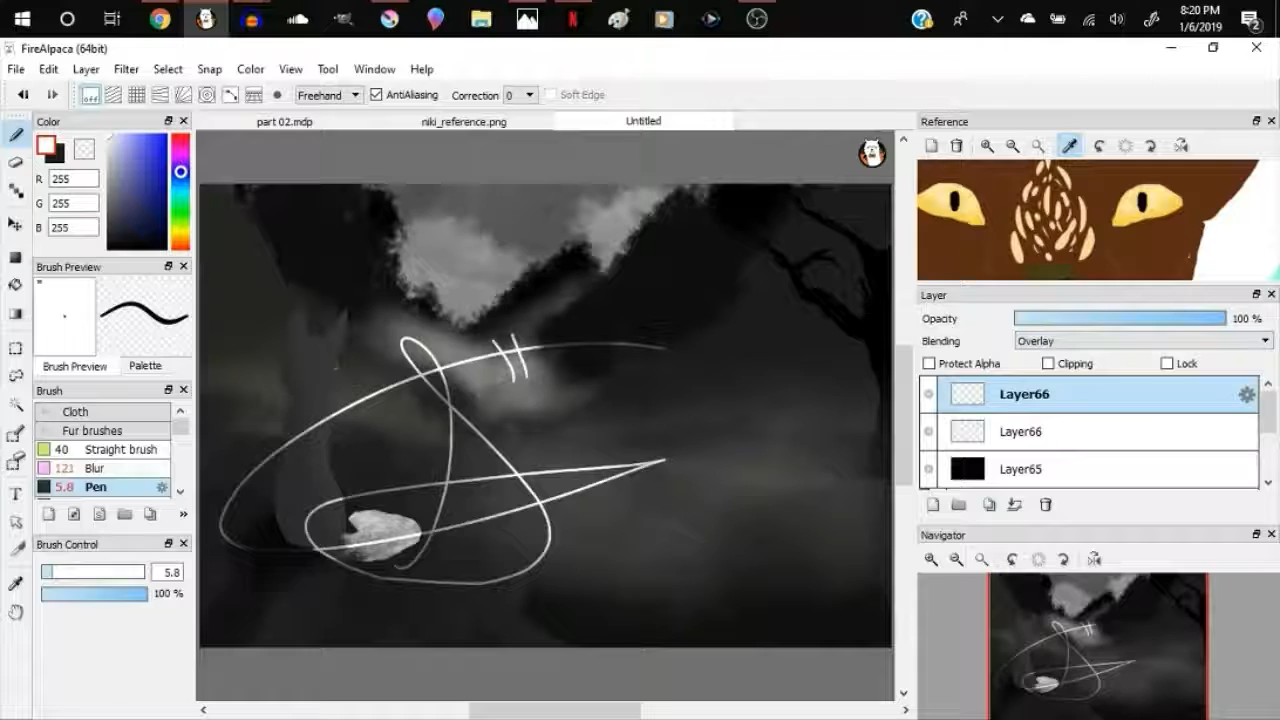 8:20 PM
1/6/2019
2
FireAlpaca (64bit)
File Edit Layer Filter Select Snap Color View Tool Window Help
off Freehand AntiAliasing Correction 0 Soft Edge
Color part 02.mdp niki_reference.png Untitled Reference
R 255
G 255
B 255
Brush Preview
Layer
Opacity 100 %
Blending Overlay
Brush Preview Palette
Protect Alpha Clipping Lock
Brush
Cloth
Fur brushes
40 Straight brush
121 Blur
5.8 Pen
Layer66
Layer66
Layer65
Brush Control
5.8
100 %
Navigator